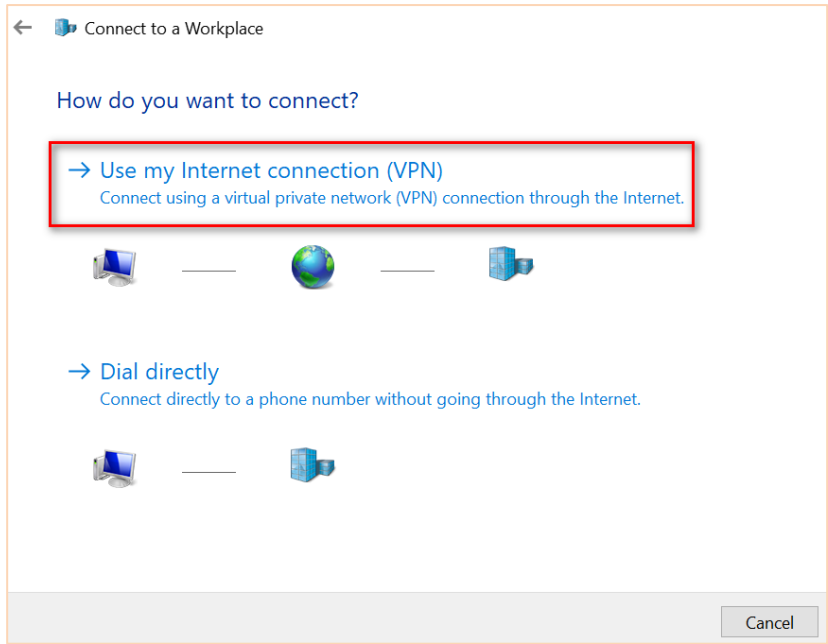 Connect to a Workplace
How do you want to connect?
Use my Internet connection (VPN)
Connect using a virtual private network (VPN) connection through the Internet.
Dial directly
Connect directly to a phone number without going through the Internet.
Cancel